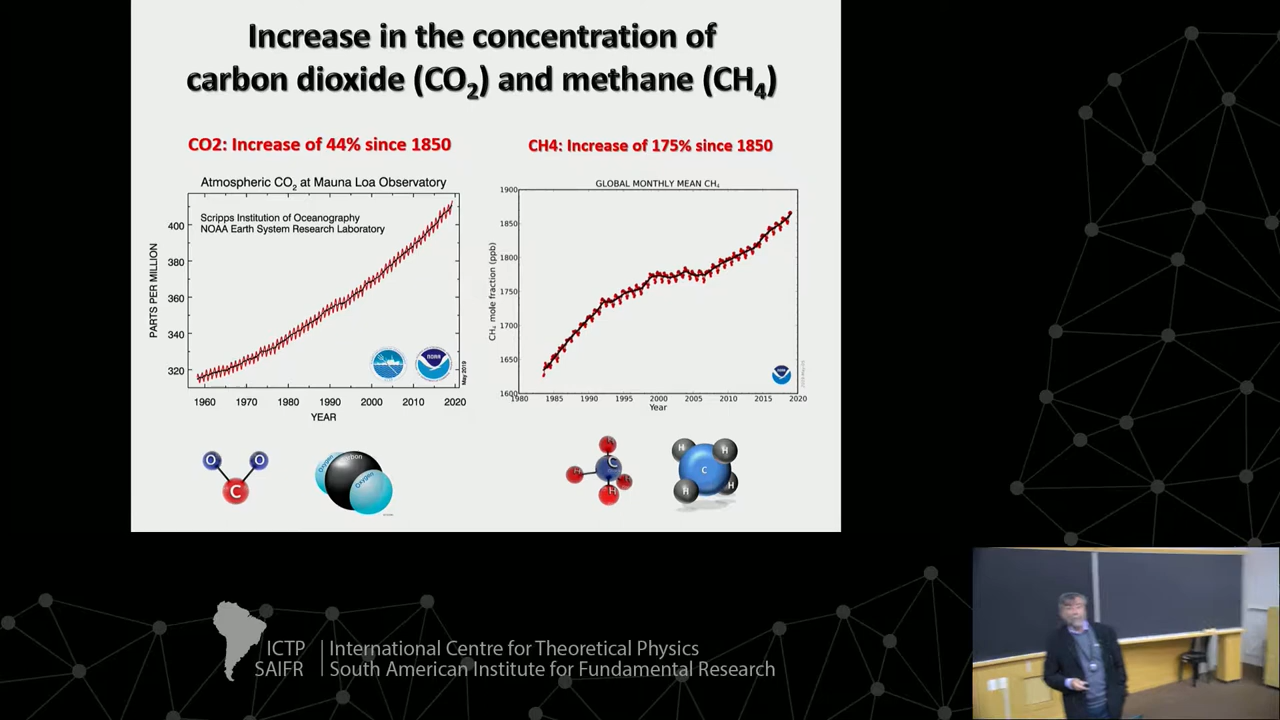 Increase in the concentration of
carbon dioxide (CO2) and methane (CH4)
CO2: Increase of 44% since 1850
CH4: Increase of 175% since 1850
Atmospheric CO2 at Mauna Loa Observatory
Scripps Institution of Oceanography
NOAA Earth System Research Laboratory
PARTS PER MILLION
400
380
360
340
320
1960 1970 1980 1990 2000 2010 2020
YEAR
NOAA
May 2019
GLOBAL MONTHLY MEAN CH4
CH4 mole fraction (ppb)
1900
1850
1800
1750
1700
1650
1600
1980 1985 1990 1995 2000 2005 2010 2015 2020
Year
O O
C
Oxygen
Carbon
Oxygen
H
C
H
H
H
H H
C
H H
ICTP
SAIFR
International Centre for Theoretical Physics
South American Institute for Fundamental Research